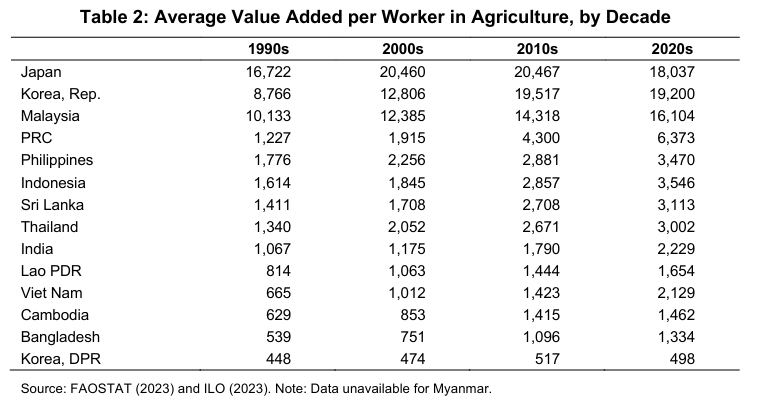 Table 2: Average Value Added per Worker in Agriculture, by Decade
1990s 2000s 2010s 2020s
Japan 16,722 20,460 20,467 18,037
Korea, Rep. 8,766 12,806 19,517 19,200
Malaysia 10,133 12,385 14,318 16,104
PRC 1,227 1,915 4,300 6,373
Philippines 1,776 2,256 2,881 3,470
Indonesia 1,614 1,845 2,857 3,546
Sri Lanka 1,411 1,708 2,708 3,113
Thailand 1,340 2,052 2,671 3,002
India 1,067 1,175 1,790 2,229
Lao PDR 814 1,063 1,444 1,654
Viet Nam 665 1,012 1,423 2,129
Cambodia 629 853 1,415 1,462
Bangladesh 539 751 1,096 1,334
Korea, DPR 448 474 517 498
Source: FAOSTAT (2023) and ILO (2023). Note: Data unavailable for Myanmar.